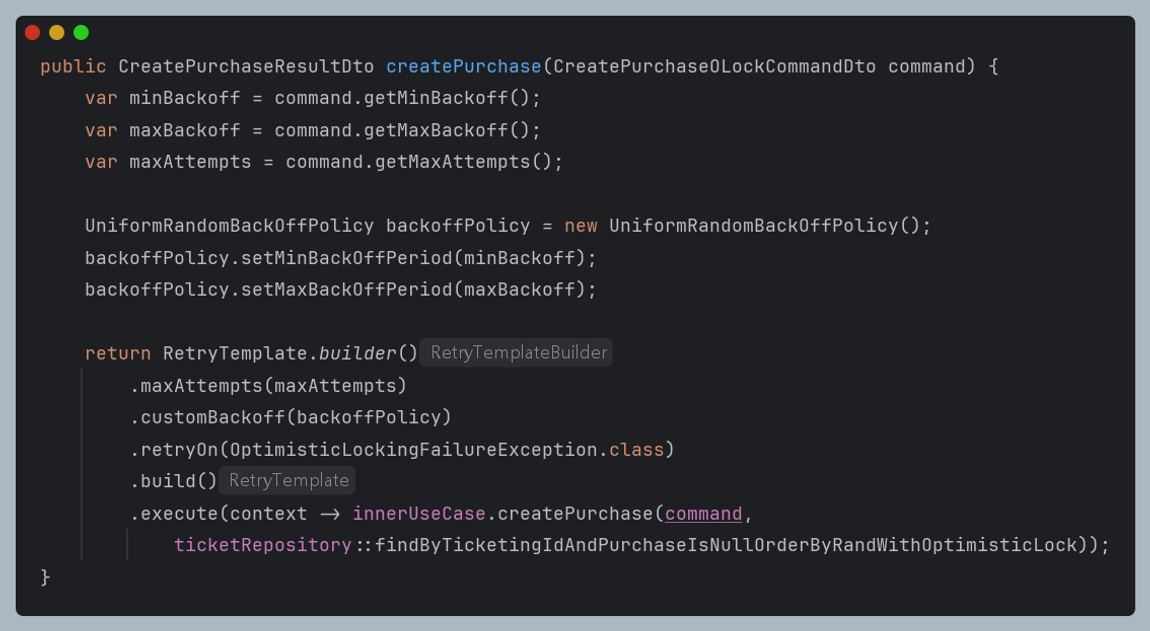 public CreatePurchaseResultDto createPurchase(CreatePurchaseOLockCommandDto command) {
var minBackoff = command.getMinBackoff();
var maxBackoff = command.getMaxBackoff();
var maxAttempts = command.getMaxAttempts();
UniformRandomBackOffPolicy backoffPolicy = new UniformRandomBackOffPolicy();
backoffPolicy.setMinBackOffPeriod(minBackoff);
backoffPolicy.setMaxBackOffPeriod(maxBackoff);
return RetryTemplate.builder() RetryTemplateBuilder
.maxAttempts(maxAttempts)
.customBackoff(backoffPolicy)
.retryOn(OptimisticLockingFailureException.class)
.build() RetryTemplate
.execute(context -> innerUseCase.createPurchase(command,
ticketRepository::findByTicketingIdAndPurchaseIsNullOrderByRandWithOptimisticLock));
}